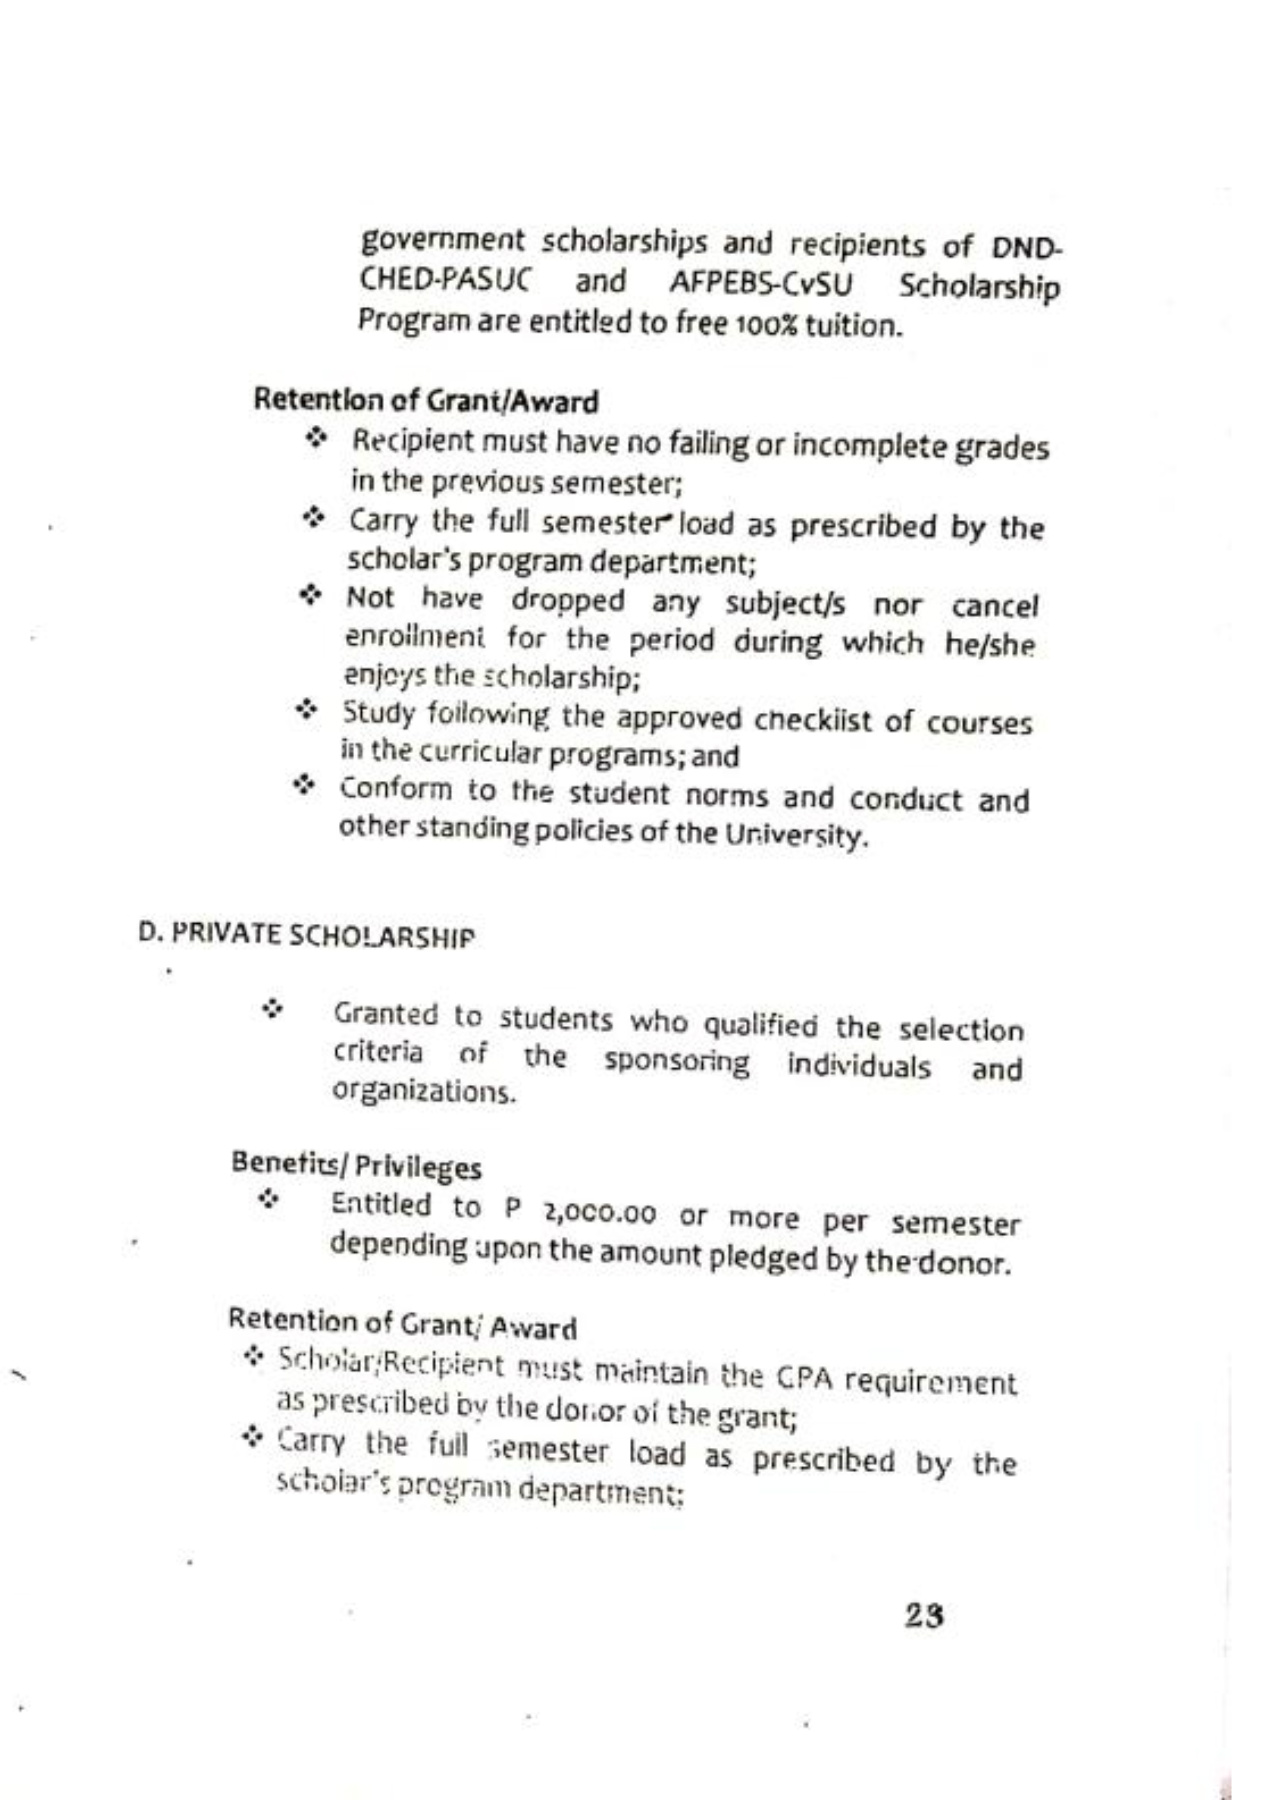 government scholarships and recipients of DND-
CHED-PASUC and AFPEBS-CvSU Scholarship
Program are entitled to free 100% tuition.
Retention of Grant/Award
❖ Recipient must have no failing or incomplete grades
in the previous semester;
❖ Carry the full semester load as prescribed by the
scholar's program department;
❖ Not have dropped any subject/s nor cancel
enrollment for the period during which he/she
enjoys the scholarship;
❖ Study following the approved checklist of courses
in the curricular programs; and
❖ Conform to the student norms and conduct and
other standing policies of the University.
D. PRIVATE SCHOLARSHIP
❖ Granted to students who qualified the selection
criteria of the sponsoring individuals and
organizations.
Benefits/ Privileges
❖ Entitled to P 2,000.00 or more per semester
depending upon the amount pledged by the donor.
Retention of Grant/ Award
❖ Scholar/Recipient must maintain the GPA requirement
as prescribed by the donor of the grant;
❖ Carry the full semester load as prescribed by the
scholar's program department;
23